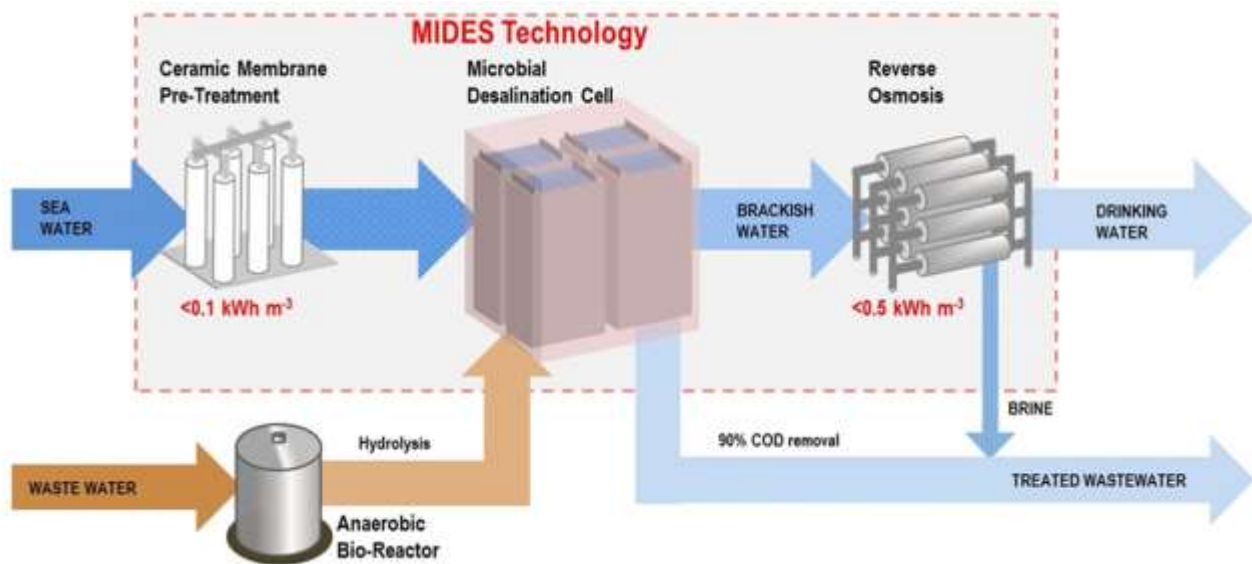 MIDES Technology
Ceramic Membrane
Pre-Treatment
Microbial
Desalination Cell
Reverse
Osmosis
SEA
WATER
BRACKISH
WATER
DRINKING
WATER
<0.1 kWh m-3
<0.5 kWh m-3
BRINE
Hydrolysis
90% COD removal
WASTE WATER
TREATED WASTEWATER
Anaerobic
Bio-Reactor